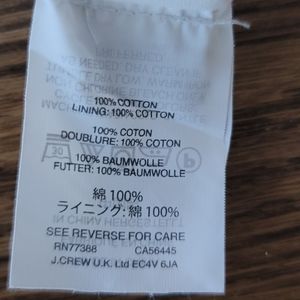 100% COTTON
LINING: 100% COTTON
100% COTON
DOUBLURE: 100% COTON
100% BAUMWOLLE
FUTTER: 100% BAUMWOLLE
綿 100%
ライニング: 綿 100%
SEE REVERSE FOR CARE
RN77388 CA56445
J.CREW U.K. Ltd EC4V 6JA